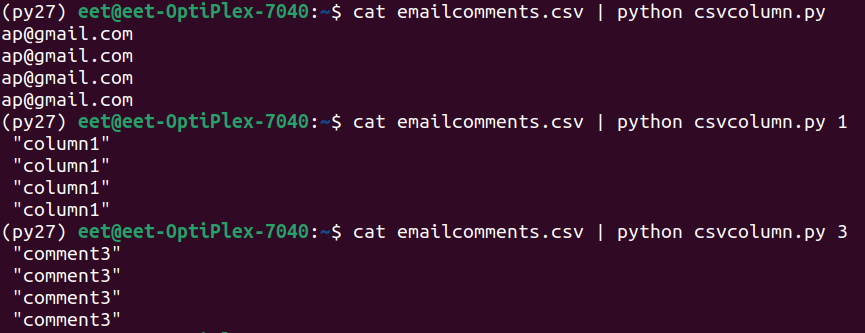 (py27) eet@eet-OptiPlex-7040:~$ cat emailcomments.csv | python csvcolumn.py
ap@gmail.com
ap@gmail.com
ap@gmail.com
ap@gmail.com
(py27) eet@eet-OptiPlex-7040:~$ cat emailcomments.csv | python csvcolumn.py 1
 "column1"
 "column1"
 "column1"
 "column1"
(py27) eet@eet-OptiPlex-7040:~$ cat emailcomments.csv | python csvcolumn.py 3
 "comment3"
 "comment3"
 "comment3"
 "comment3"